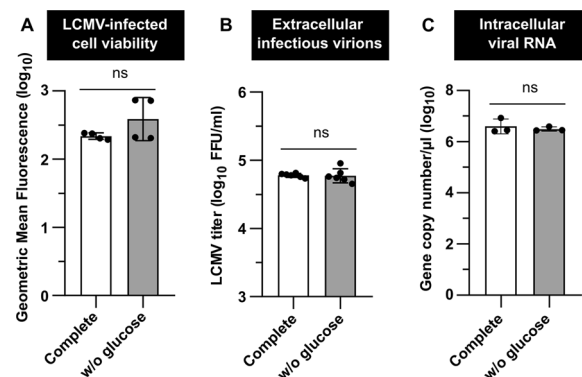 A
LCMV-infected
cell viability
Geometric Mean Fluorescence (log10)
3
2
1
0
ns
Complete
w/o glucose
B
Extracellular
infectious virions
LCMV titer (log10 FFU/ml)
6
5
4
3
ns
Complete
w/o glucose
C
Intracellular
viral RNA
Gene copy number/µl (log10)
8
6
4
2
0
ns
Complete
w/o glucose